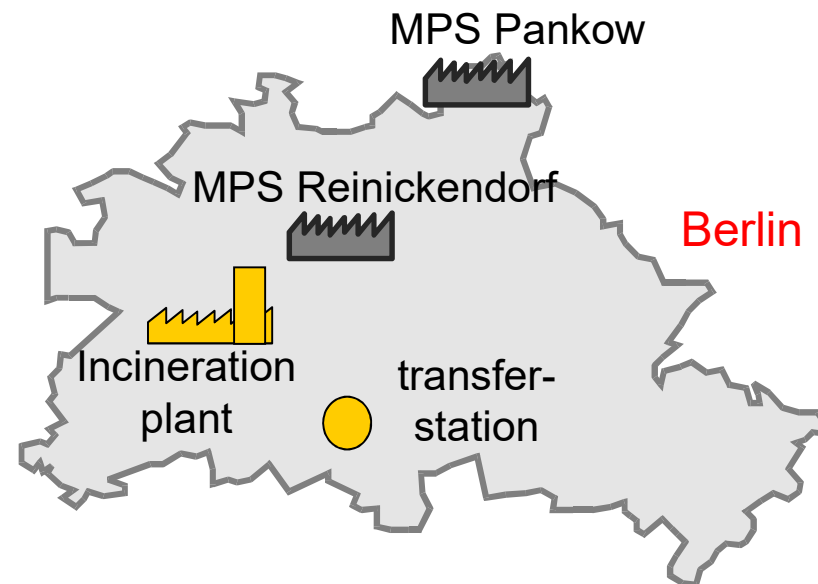 MPS Pankow
MPS Reinickendorf
Berlin
Incineration
plant
transfer-
station